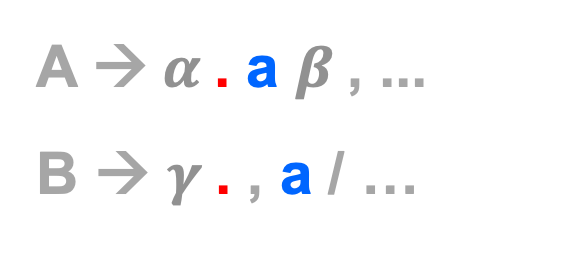 A → α . a β , ...
B → γ . , a / ...